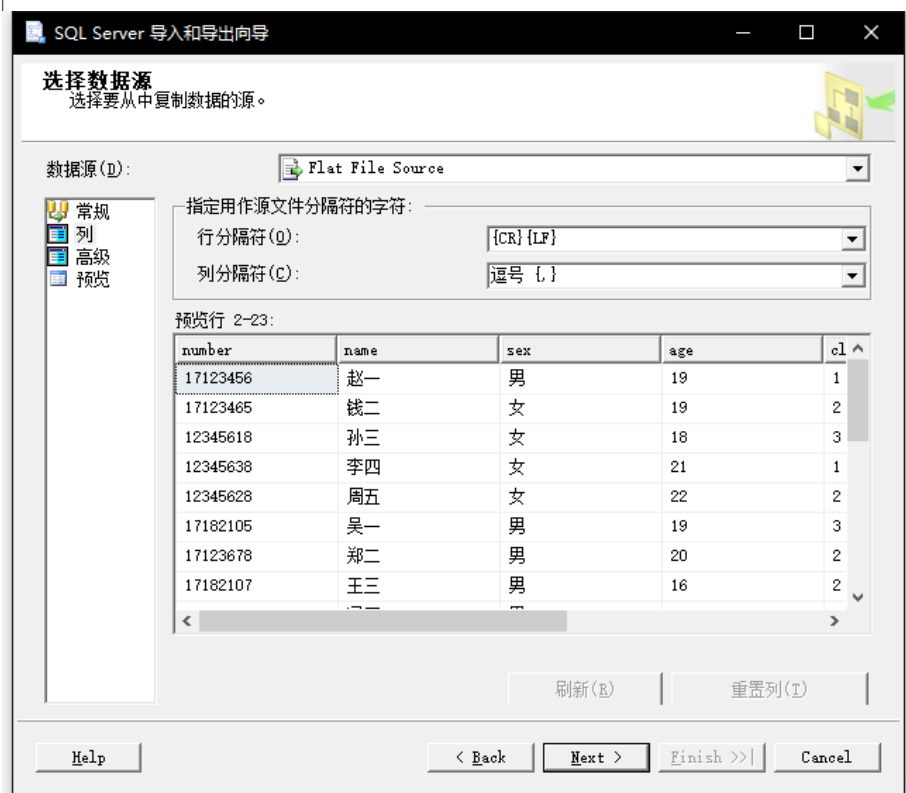 SQL Server 导入和导出向导
选择数据源
选择要从中复制数据的源。
数据源(D): Flat File Source
常规
列
高级
预览
指定用作源文件分隔符的字符:
行分隔符(O): {CR}{LF}
列分隔符(C): 逗号 {,}
预览行 2-23:
number name sex age cl
17123456 赵一 男 19 1
17123465 钱二 女 19 2
12345618 孙三 女 18 3
12345638 李四 女 21 1
12345628 周五 女 22 2
17182105 吴一 男 19 3
17123678 郑二 男 20 2
17182107 王三 男 16 2
刷新(R) 重置列(T)
Help < Back Next > Finish >>| Cancel